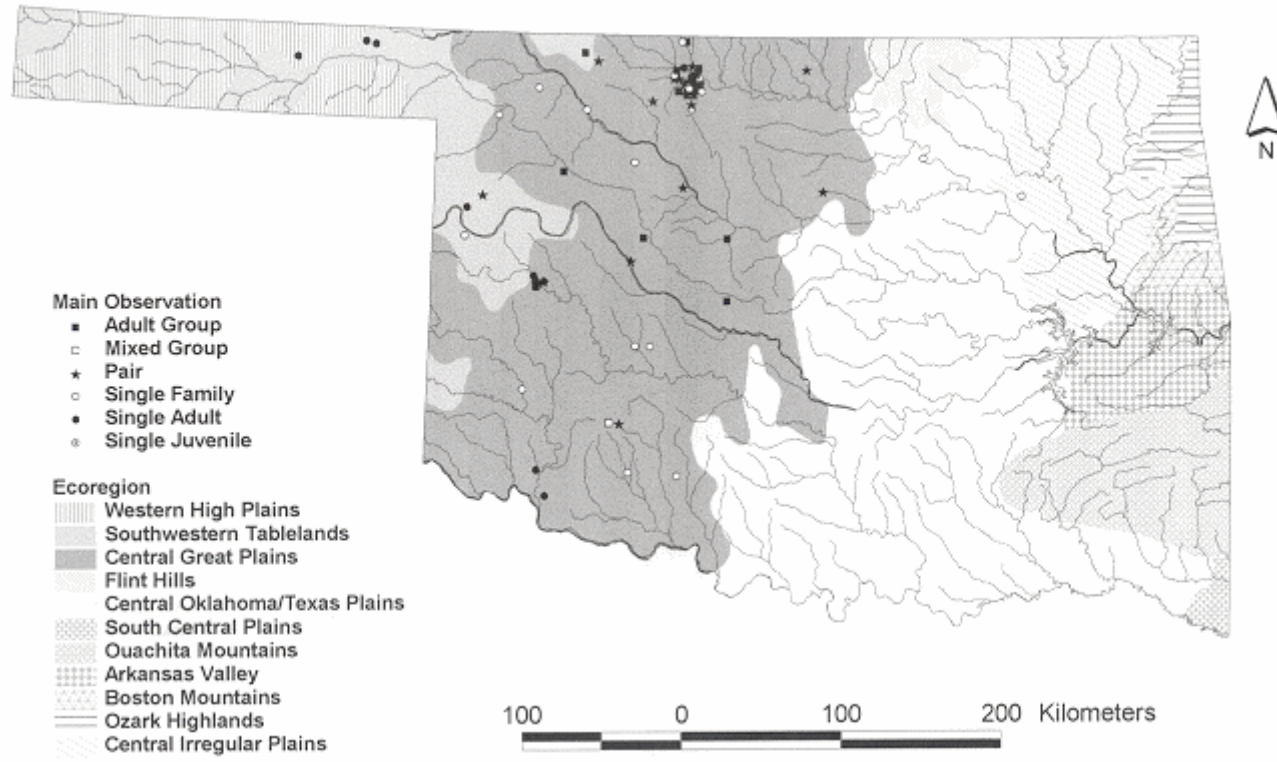 N
Main Observation
Adult Group
Mixed Group
Pair
Single Family
Single Adult
Single Juvenile
Ecoregion
Western High Plains
Southwestern Tablelands
Central Great Plains
Flint Hills
Central Oklahoma/Texas Plains
South Central Plains
Ouachita Mountains
Arkansas Valley
Boston Mountains
Ozark Highlands
Central Irregular Plains
100 0 100 200 Kilometers